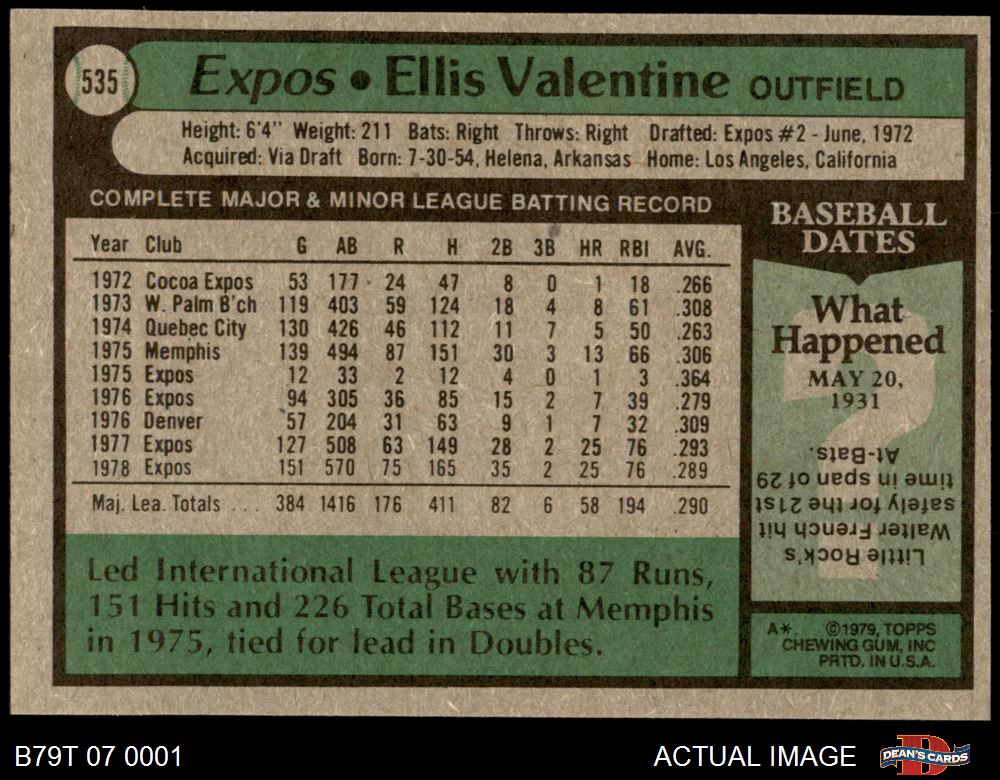 535
Expos • Ellis Valentine OUTFIELD
Height: 6'4" Weight: 211 Bats: Right Throws: Right Drafted: Expos #2 - June, 1972
Acquired: Via Draft Born: 7-30-54, Helena, Arkansas Home: Los Angeles, California
COMPLETE MAJOR & MINOR LEAGUE BATTING RECORD
Year Club G AB R H 2B 3B HR RBI AVG.
1972 Cocoa Expos 53 177 24 47 8 0 1 18 .266
1973 W. Palm B'ch 119 403 59 124 18 4 8 61 .308
1974 Quebec City 130 426 46 112 11 7 5 50 .263
1975 Memphis 139 494 87 151 30 3 13 66 .306
1975 Expos 12 33 2 12 4 0 1 3 .364
1976 Expos 94 305 36 85 15 2 7 39 .279
1976 Denver 57 204 31 63 9 1 7 32 .309
1977 Expos 127 508 63 149 28 2 25 76 .293
1978 Expos 151 570 75 165 35 2 25 76 .289
Maj. Lea. Totals ... 384 1416 176 411 82 6 58 194 .290
Led International League with 87 Runs,
151 Hits and 226 Total Bases at Memphis
in 1975, tied for lead in Doubles.
BASEBALL
DATES
What
Happened
MAY 20,
1931
Little Rock's
Walter French hit
safely for the 21st
time in span of 29
At-Bats.
A*. ©1979, TOPPS
CHEWING GUM, INC
PRTD. IN U.S.A.
B79T 07 0001
ACTUAL IMAGE
D
DEAN'S CARDS